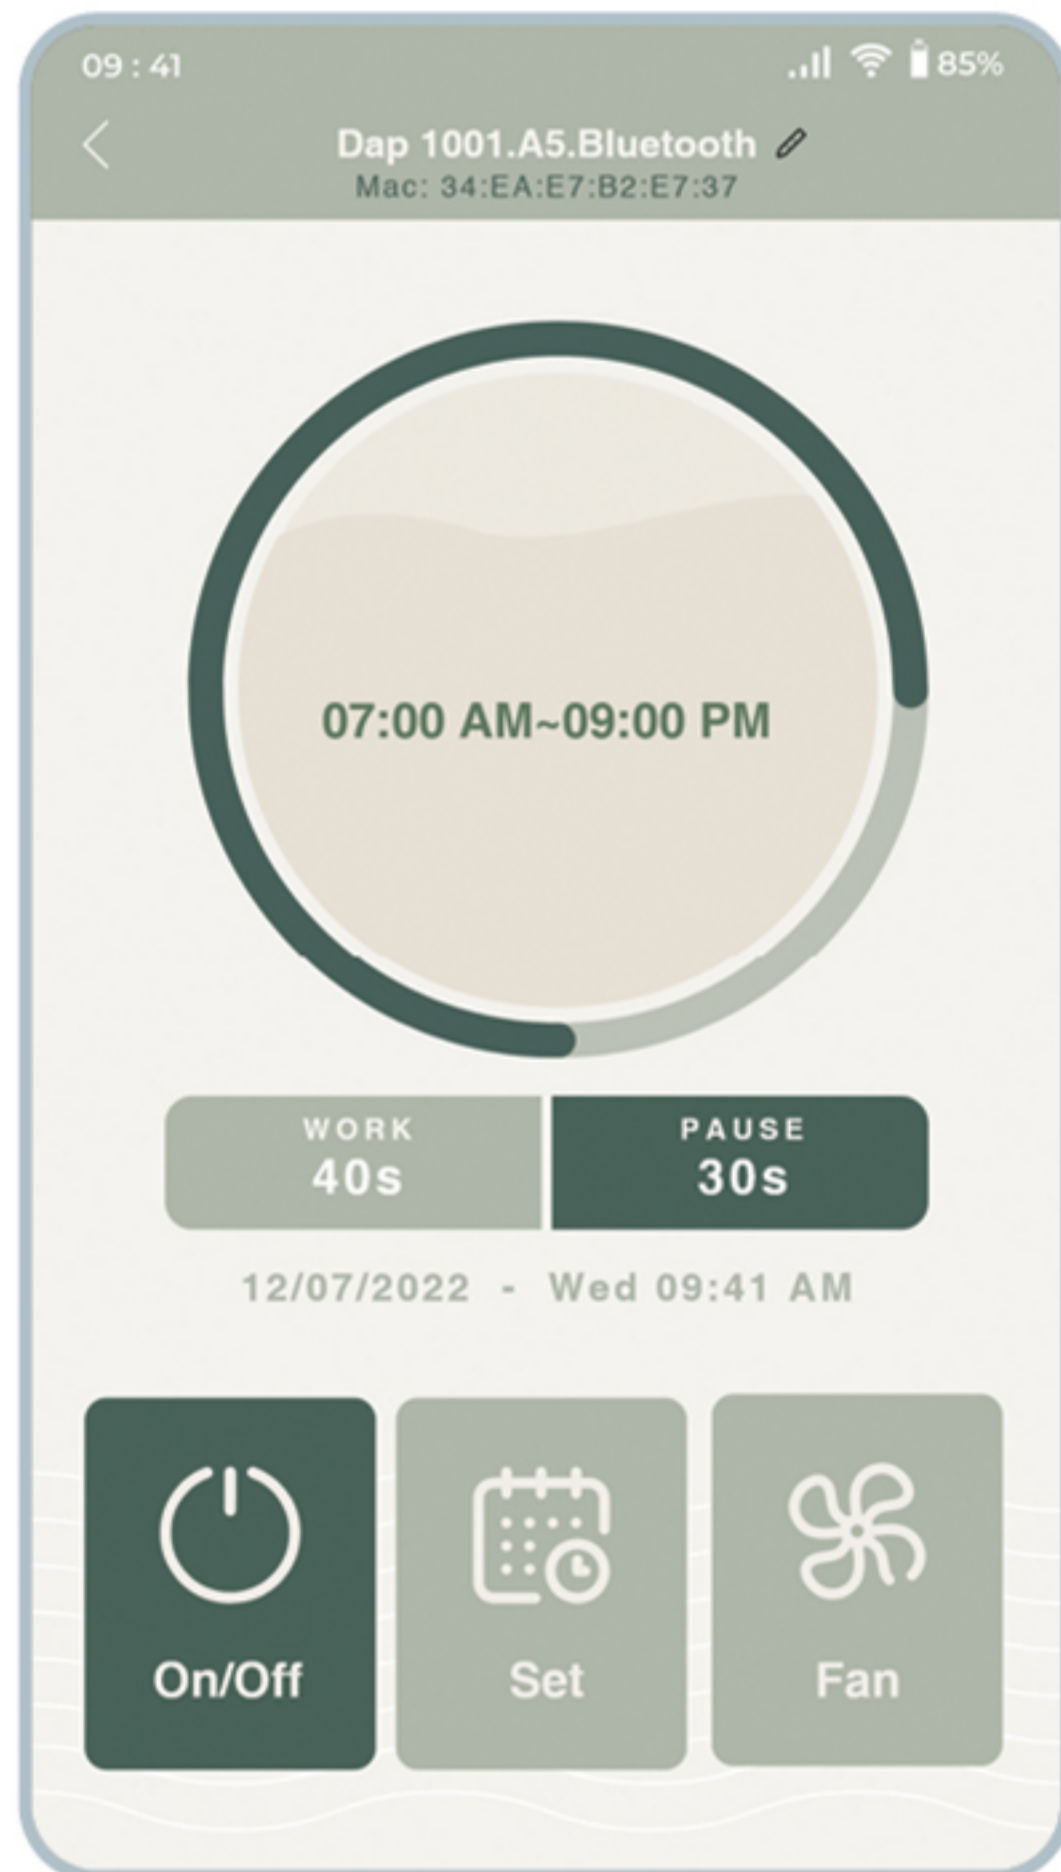 09 : 41 85%
Dap 1001.A5.Bluetooth
Mac: 34:EA:E7:B2:E7:37
07:00 AM~09:00 PM
WORK PAUSE
40s 30s
12/07/2022 - Wed 09:41 AM
On/Off Set Fan